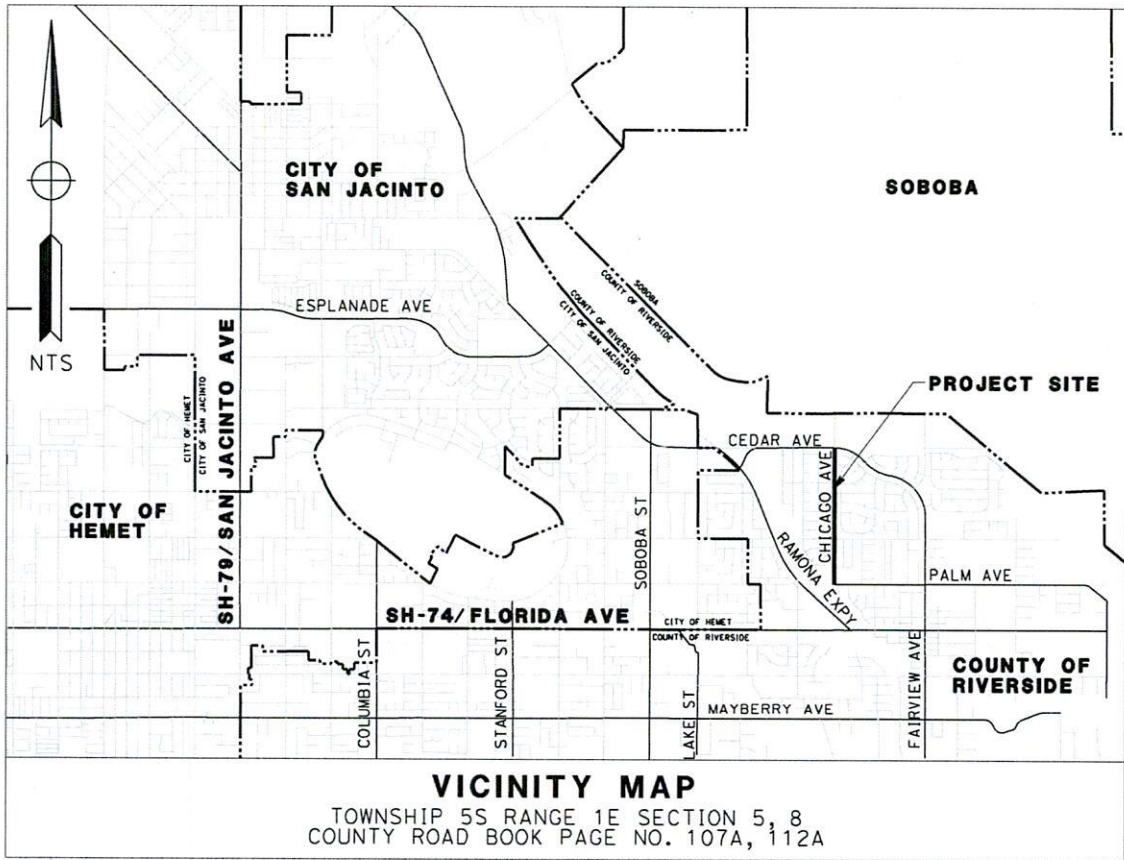 CITY OF
SAN JACINTO
SOBOBA
NTS
ESPLANADE AVE
SOBOBA
COUNTY OF RIVERSIDE
COUNTY OF RIVERSIDE
CITY OF SAN JACINTO
SH-79/SAN JACINTO AVE
CITY OF HEMET
CITY OF SAN JACINTO
PROJECT SITE
CEDAR AVE
CHICAGO AVE
CITY OF
HEMET
SOBOBA ST
RAMONA EXPY
PALM AVE
SH-74/FLORIDA AVE
CITY OF HEMET
COUNTY OF RIVERSIDE
COLUMBIA ST
STANFORD ST
LAKE ST
FAIRVIEW AVE
COUNTY OF
RIVERSIDE
MAYBERRY AVE
VICINITY MAP
TOWNSHIP 5S RANGE 1E SECTION 5, 8
COUNTY ROAD BOOK PAGE NO. 107A, 112A